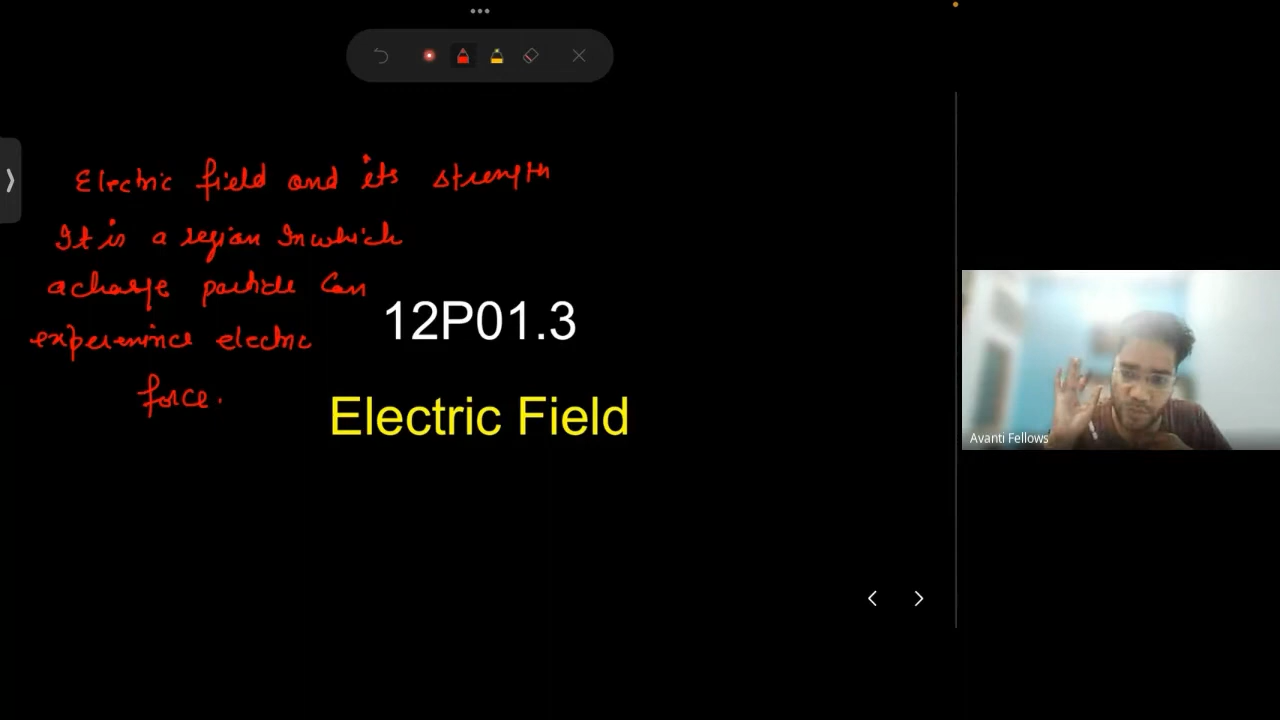 Electric field and its strength
It is a region In which
a charge particle can
experenince electric
force.
12P01.3
Electric Field
Avanti Fellows